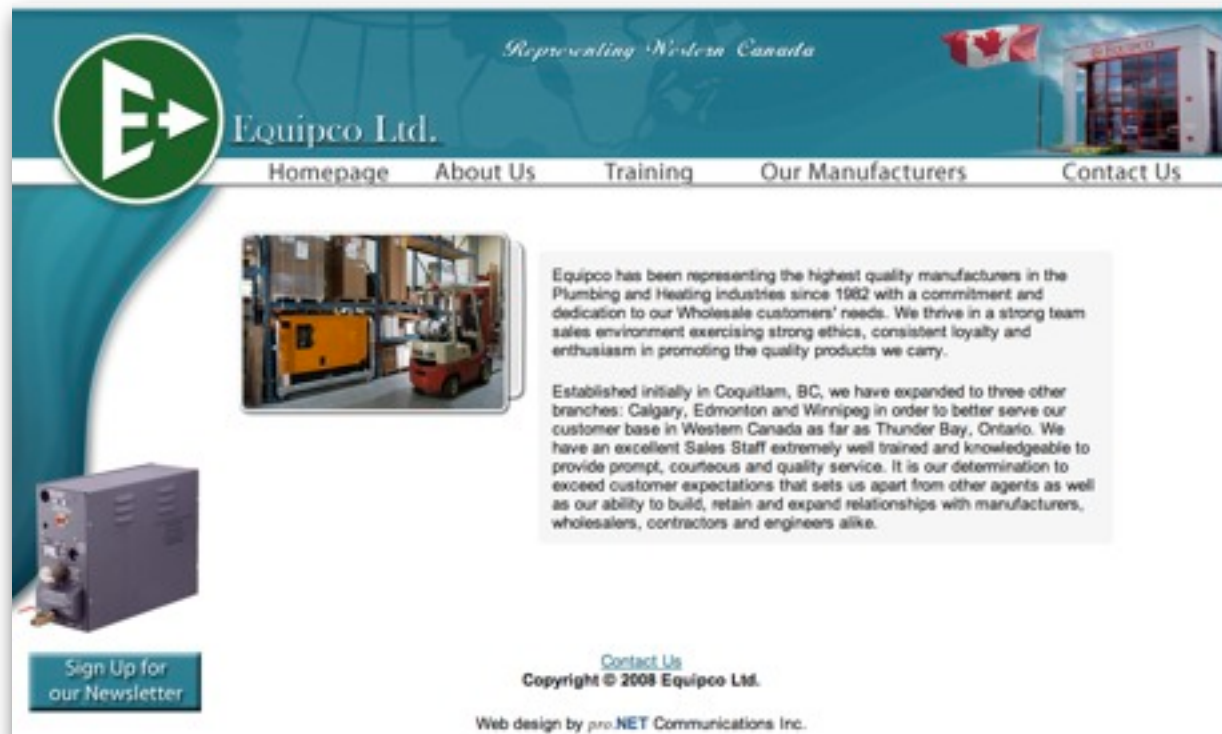 Representing Western Canada
EQUIPCO
Equipco Ltd.
Homepage About Us Training Our Manufacturers Contact Us
Equipco has been representing the highest quality manufacturers in the
Plumbing and Heating industries since 1982 with a commitment and
dedication to our Wholesale customers' needs. We thrive in a strong team
sales environment exercising strong ethics, consistent loyalty and
enthusiasm in promoting the quality products we carry.
Established initially in Coquitlam, BC, we have expanded to three other
branches: Calgary, Edmonton and Winnipeg in order to better serve our
customer base in Western Canada as far as Thunder Bay, Ontario. We
have an excellent Sales Staff extremely well trained and knowledgeable to
provide prompt, courteous and quality service. It is our determination to
exceed customer expectations that sets us apart from other agents as well
as our ability to build, retain and expand relationships with manufacturers,
wholesalers, contractors and engineers alike.
Sign Up for
our Newsletter
Contact Us
Copyright © 2008 Equipco Ltd.
Web design by pro.NET Communications Inc.